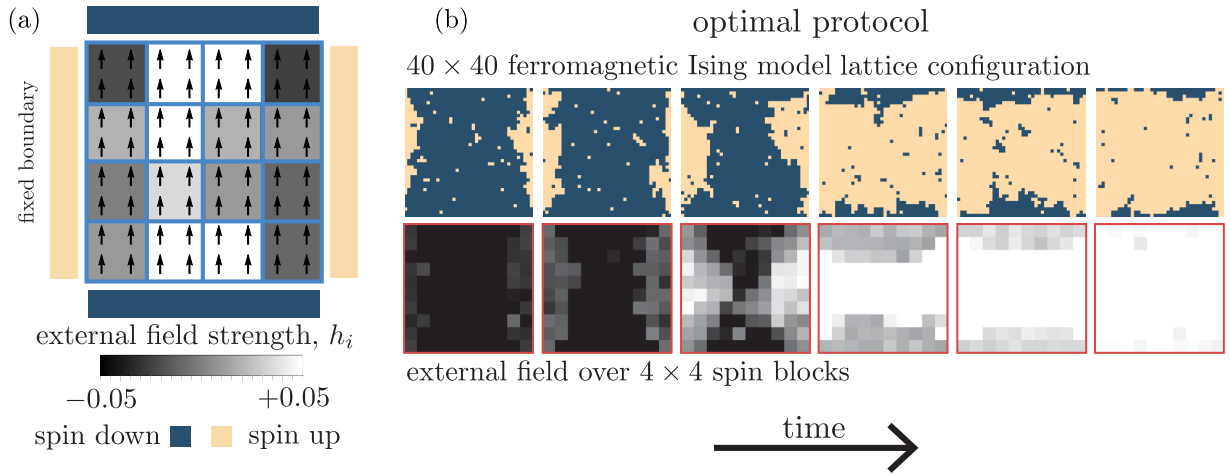 (a)
fixed boundary
external field strength, $h_i$
−0.05
+0.05
spin down
spin up
(b)
optimal protocol
40 × 40 ferromagnetic Ising model lattice configuration
external field over 4 × 4 spin blocks
time